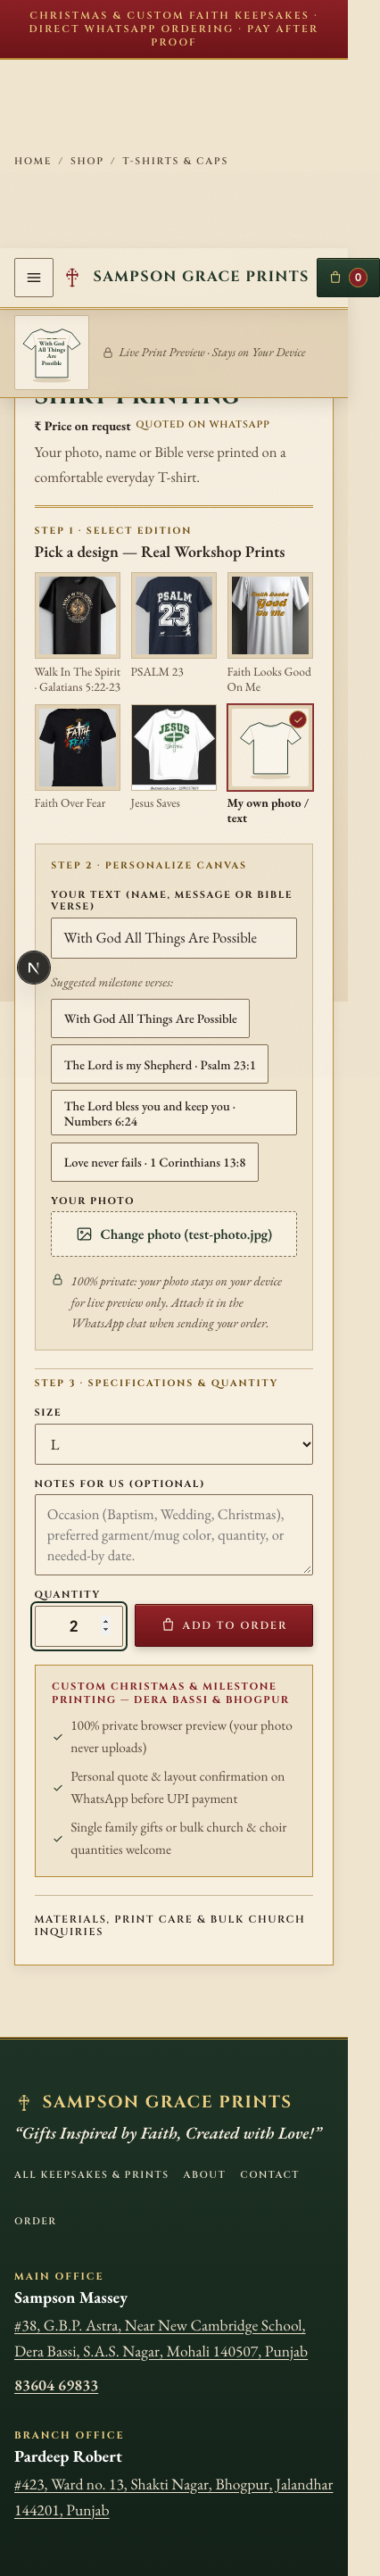 CHRISTMAS & CUSTOM FAITH KEEPSAKES ·
DIRECT WHATSAPP ORDERING · PAY AFTER
PROOF
HOME / SHOP / T-SHIRTS & CAPS
SAMPSON GRACE PRINTS
0
With God
All Things
Are
Possible
Live Print Preview · Stays on Your Device
SHIRT PRINTING
₹ Price on request QUOTED ON WHATSAPP
Your photo, name or Bible verse printed on a
comfortable everyday T-shirt.
STEP 1 · SELECT EDITION
Pick a design — Real Workshop Prints
WALK IN THE SPIRIT
PSALM
23
Faith Looks
Good
On Me
Walk In The Spirit
· Galatians 5:22-23
PSALM 23
Faith Looks Good
On Me
FAITH
FEAR
JESUS
Saves
Faith Over Fear
Jesus Saves
My own photo /
text
STEP 2 · PERSONALIZE CANVAS
YOUR TEXT (NAME, MESSAGE OR BIBLE
VERSE)
With God All Things Are Possible
N
Suggested milestone verses:
With God All Things Are Possible
The Lord is my Shepherd · Psalm 23:1
The Lord bless you and keep you ·
Numbers 6:24
Love never fails · 1 Corinthians 13:8
YOUR PHOTO
Change photo (test-photo.jpg)
100% private: your photo stays on your device
for live preview only. Attach it in the
WhatsApp chat when sending your order.
STEP 3 · SPECIFICATIONS & QUANTITY
SIZE
L
NOTES FOR US (OPTIONAL)
Occasion (Baptism, Wedding, Christmas),
preferred garment/mug color, quantity, or
needed-by date.
QUANTITY
2
ADD TO ORDER
CUSTOM CHRISTMAS & MILESTONE
PRINTING — DERA BASSI & BHOGPUR
100% private browser preview (your photo
never uploads)
Personal quote & layout confirmation on
WhatsApp before UPI payment
Single family gifts or bulk church & choir
quantities welcome
MATERIALS, PRINT CARE & BULK CHURCH
INQUIRIES
SAMPSON GRACE PRINTS
“Gifts Inspired by Faith, Created with Love!”
ALL KEEPSAKES & PRINTS ABOUT CONTACT
ORDER
MAIN OFFICE
Sampson Massey
#38, G.B.P. Astra, Near New Cambridge School,
Dera Bassi, S.A.S. Nagar, Mohali 140507, Punjab
83604 69833
BRANCH OFFICE
Pardeep Robert
#423, Ward no. 13, Shakti Nagar, Bhogpur, Jalandhar
144201, Punjab